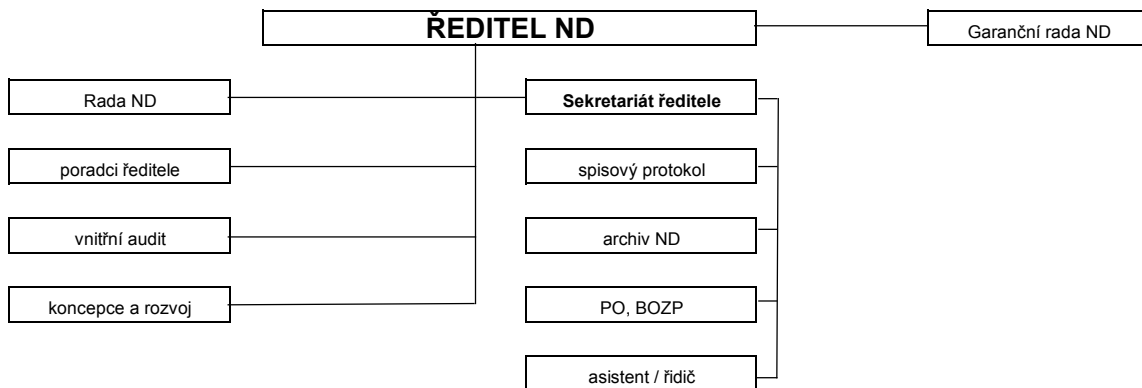 ŘEDITEL ND
Garanční rada ND
Rada ND
Sekretariát ředitele
poradci ředitele
spisový protokol
vnitřní audit
archiv ND
koncepce a rozvoj
PO, BOZP
asistent / řidič